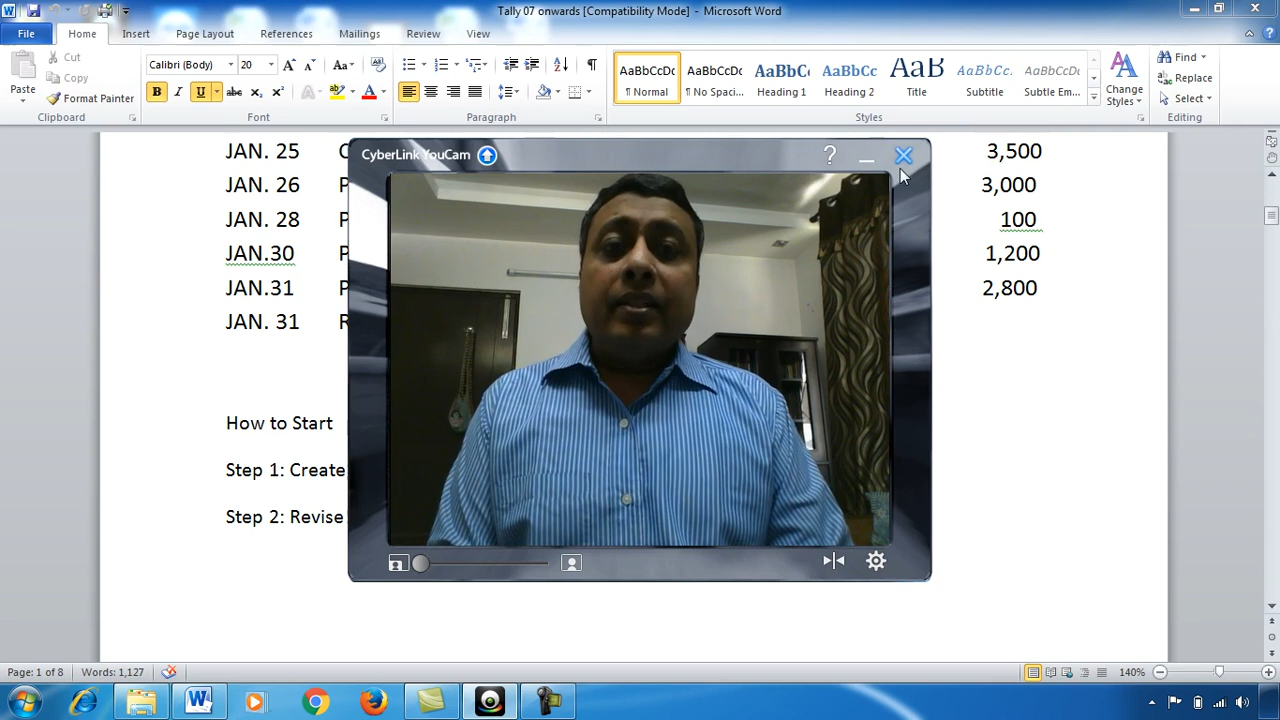 Tally 07 onwards [Compatibility Mode] - Microsoft Word
File Home Insert Page Layout References Mailings Review View
Cut
Copy
Format Painter
Paste
Clipboard
Calibri (Body) 20
Font
Paragraph
AaBbCcDc AaBbCcDc AaBbC AaBbCc AaB AaBbCc. AaBbCcDc
¶ Normal ¶ No Spaci... Heading 1 Heading 2 Title Subtitle Subtle Em...
Styles
Change Styles
Find
Replace
Select
Editing
CyberLink YouCam
JAN. 25 3,500
JAN. 26 P 3,000
JAN. 28 P 100
JAN.30 P 1,200
JAN.31 P 2,800
JAN. 31 R
How to Start
Step 1: Create
Step 2: Revise
Page: 1 of 8 Words: 1,127 140%